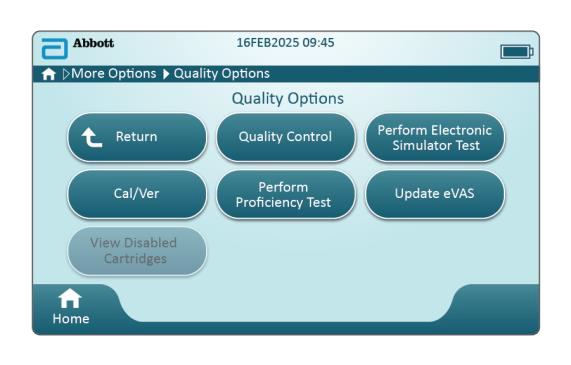 Abbott
16FEB2025 09:45
More Options Quality Options
Quality Options
Return
Quality Control
Perform Electronic
Simulator Test
Cal/Ver
Perform
Proficiency Test
Update eVAS
View Disabled
Cartridges
Home